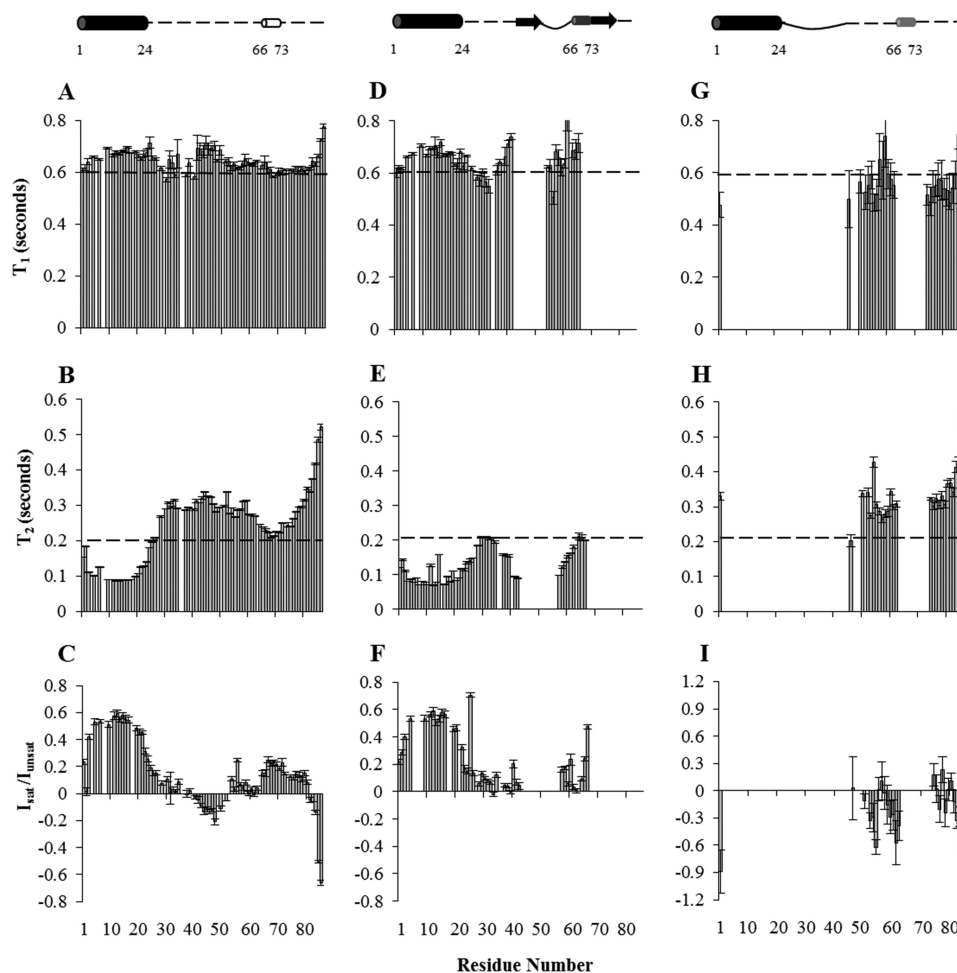 1 24 66 73
1 24 66 73
1 24 66 73
A D G
0.8 0.8 0.8
0.6 0.6 0.6
0.4 0.4 0.4
0.2 0.2 0.2
0 0 0
T1 (seconds)
B E H
0.6 0.6 0.6
0.5 0.5 0.5
0.4 0.4 0.4
0.3 0.3 0.3
0.2 0.2 0.2
0.1 0.1 0.1
0 0 0
T2 (seconds)
C F I
0.8 0.8 1.2
0.6 0.6 0.9
0.4 0.4 0.6
0.2 0.2 0.3
0 0 0
-0.2 -0.2 -0.3
-0.4 -0.4 -0.6
-0.6 -0.6 -0.9
-0.8 -0.8 -1.2
Isat/Iunsat
1 10 20 30 40 50 60 70 80
1 10 20 30 40 50 60 70 80
1 10 20 30 40 50 60 70 80
Residue Number